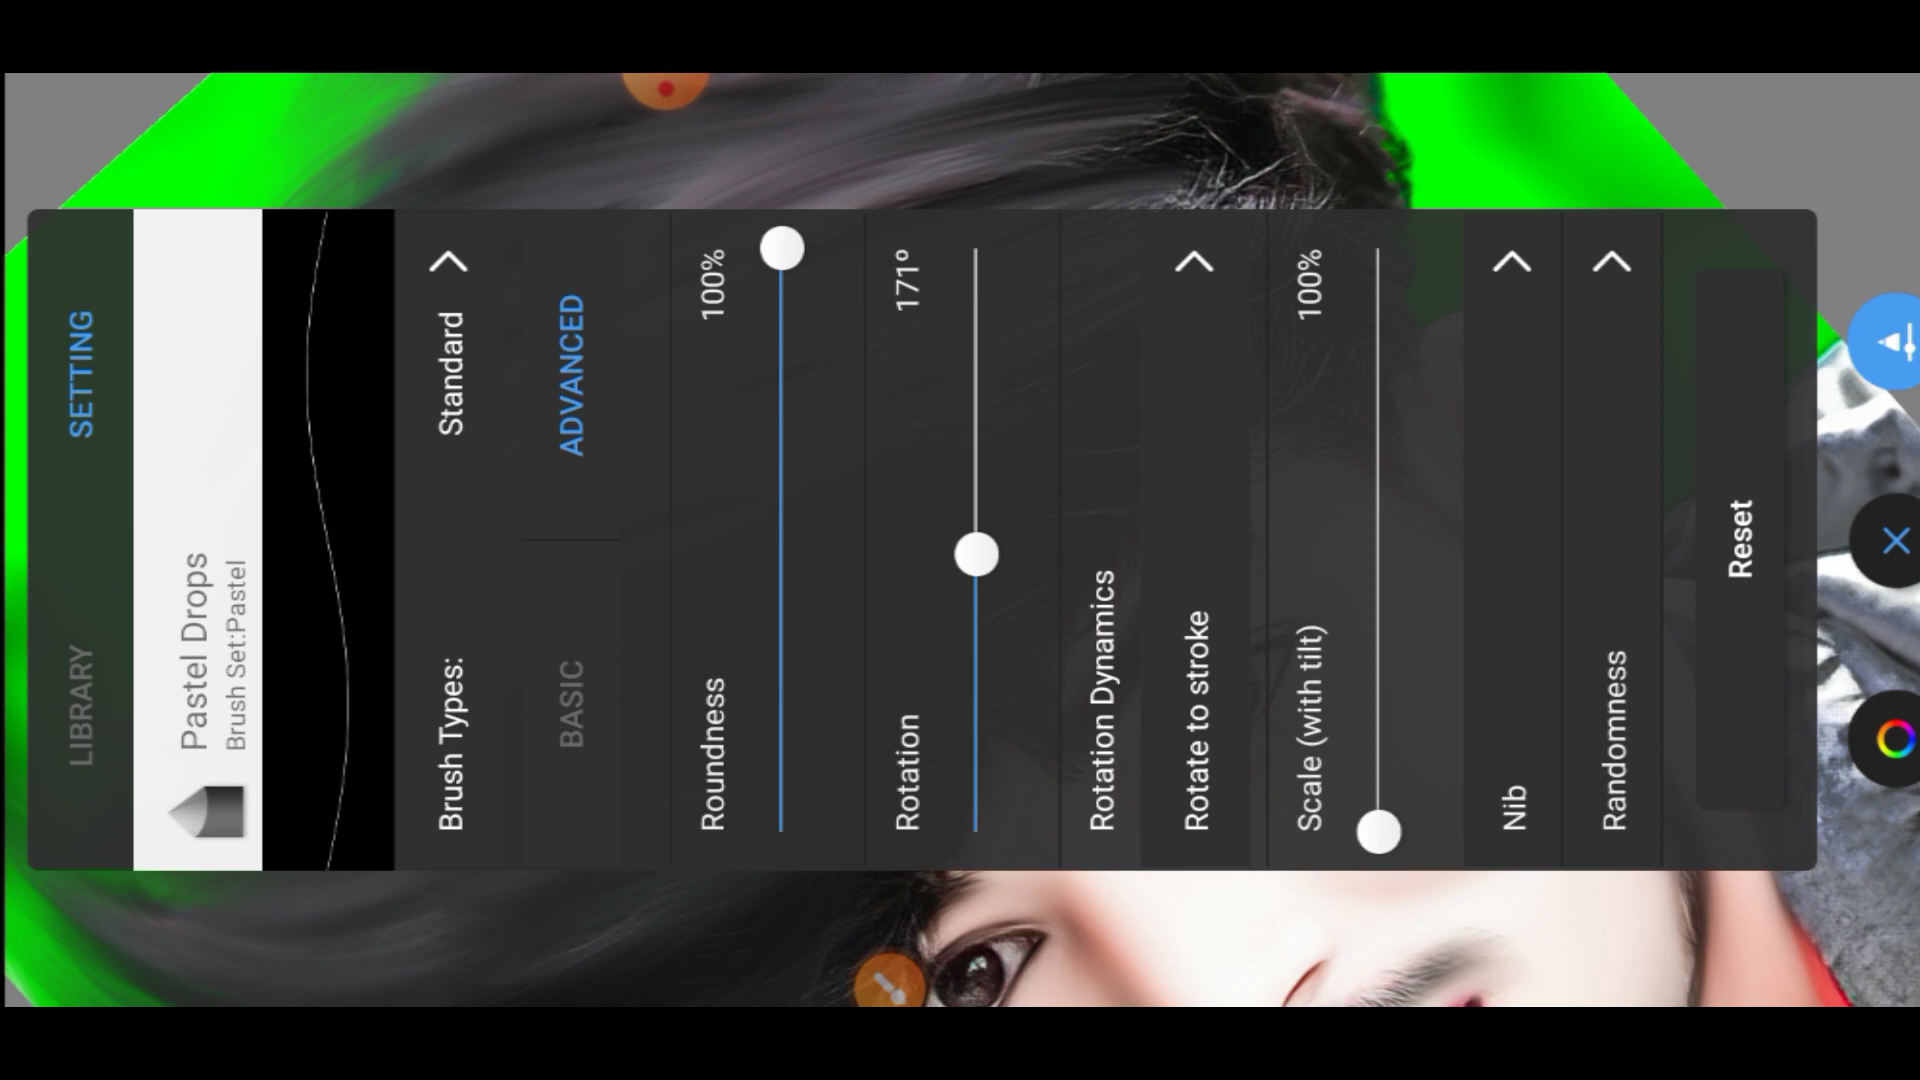 LIBRARY SETTING
Pastel Drops
Brush Set:Pastel
Brush Types: Standard
BASIC ADVANCED
Roundness 100%
Rotation 171º
Rotation Dynamics
Rotate to stroke
Scale (with tilt) 100%
Nib
Randomness
Reset